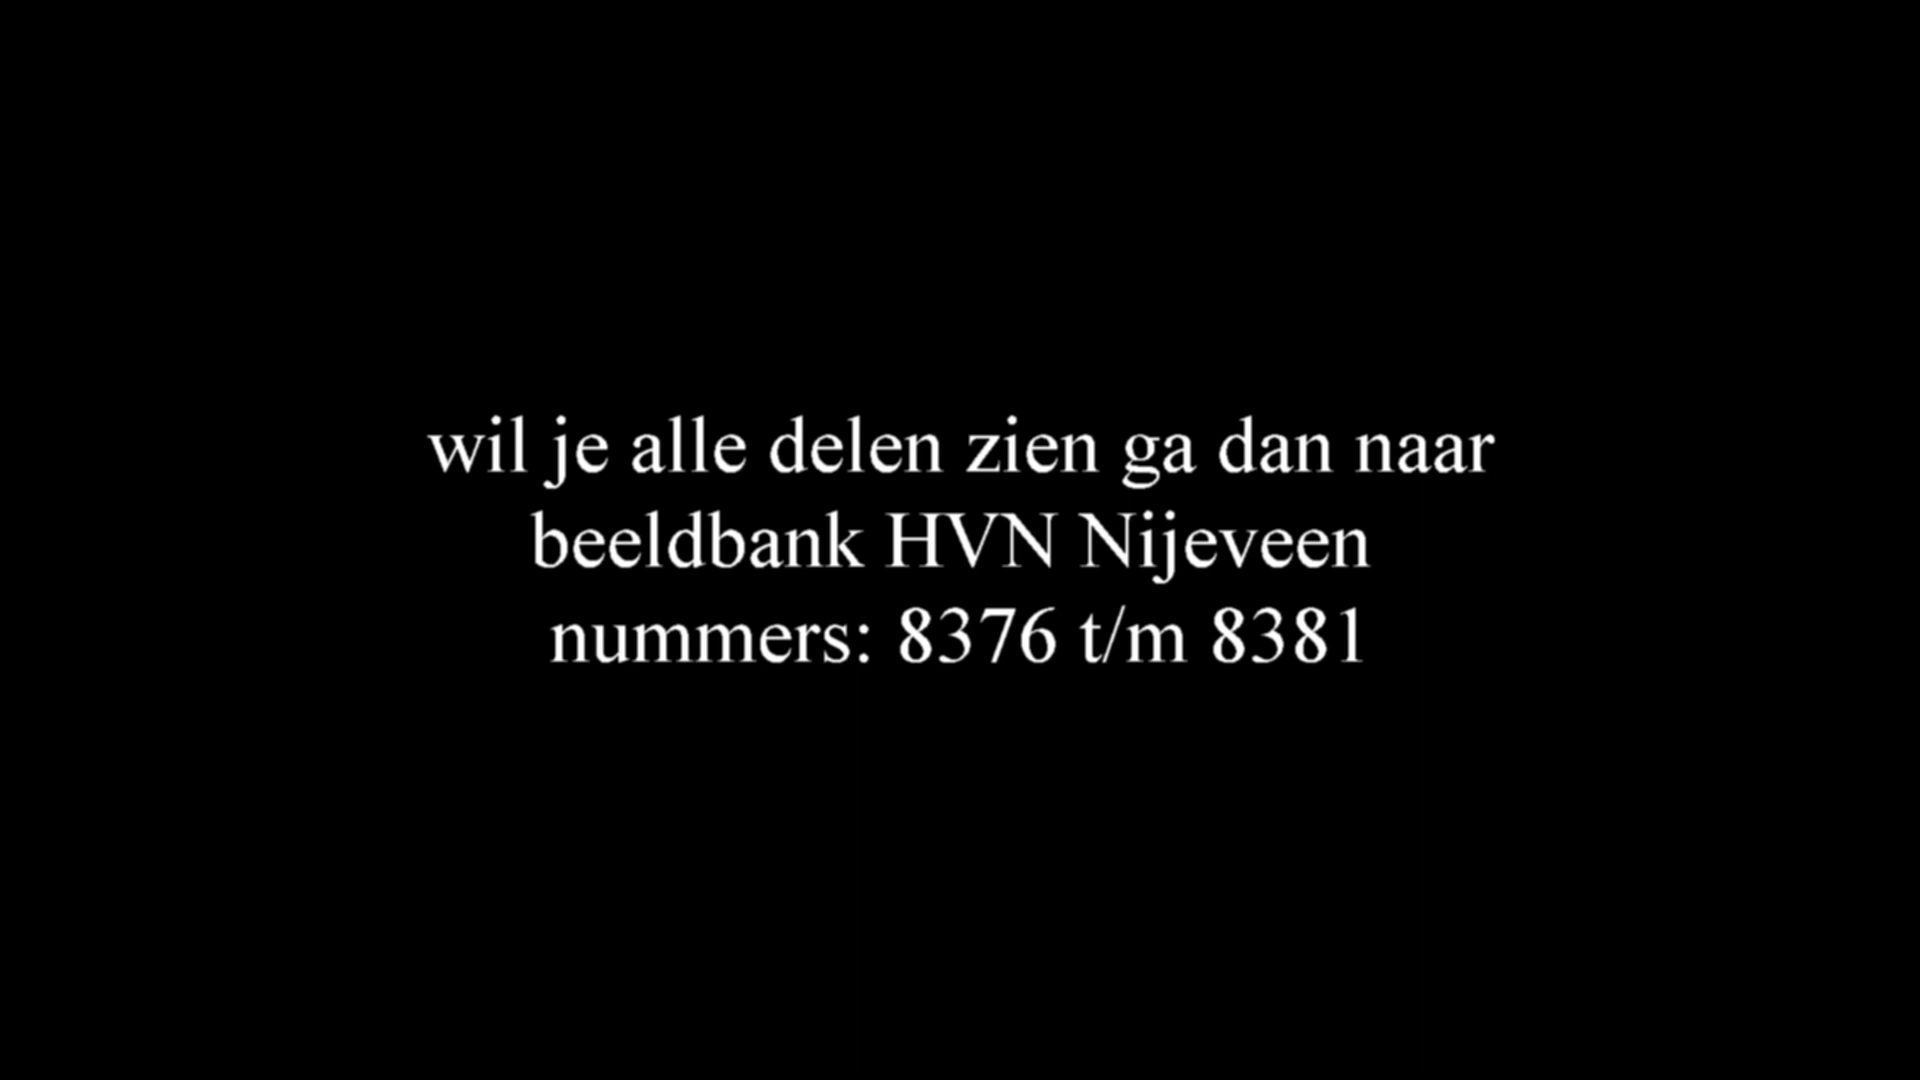 wil je alle delen zien ga dan naar
beeldbank HVN Nijeveen
nummers: 8376 t/m 8381